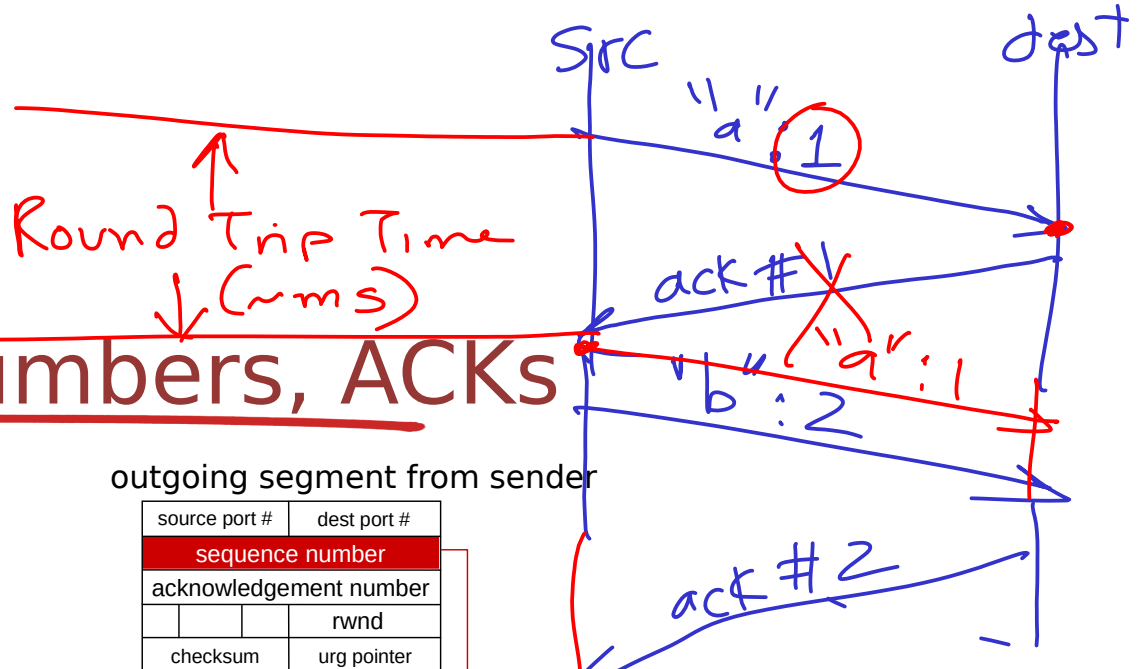 src
dest
"a" : 1
Round Trip Time
(~ms)
ack # 1
"a" : 1
umbers, ACKs
"b" : 2
outgoing segment from sender
source port #
dest port #
sequence number
acknowledgement number
rwnd
checksum
urg pointer
ack #2